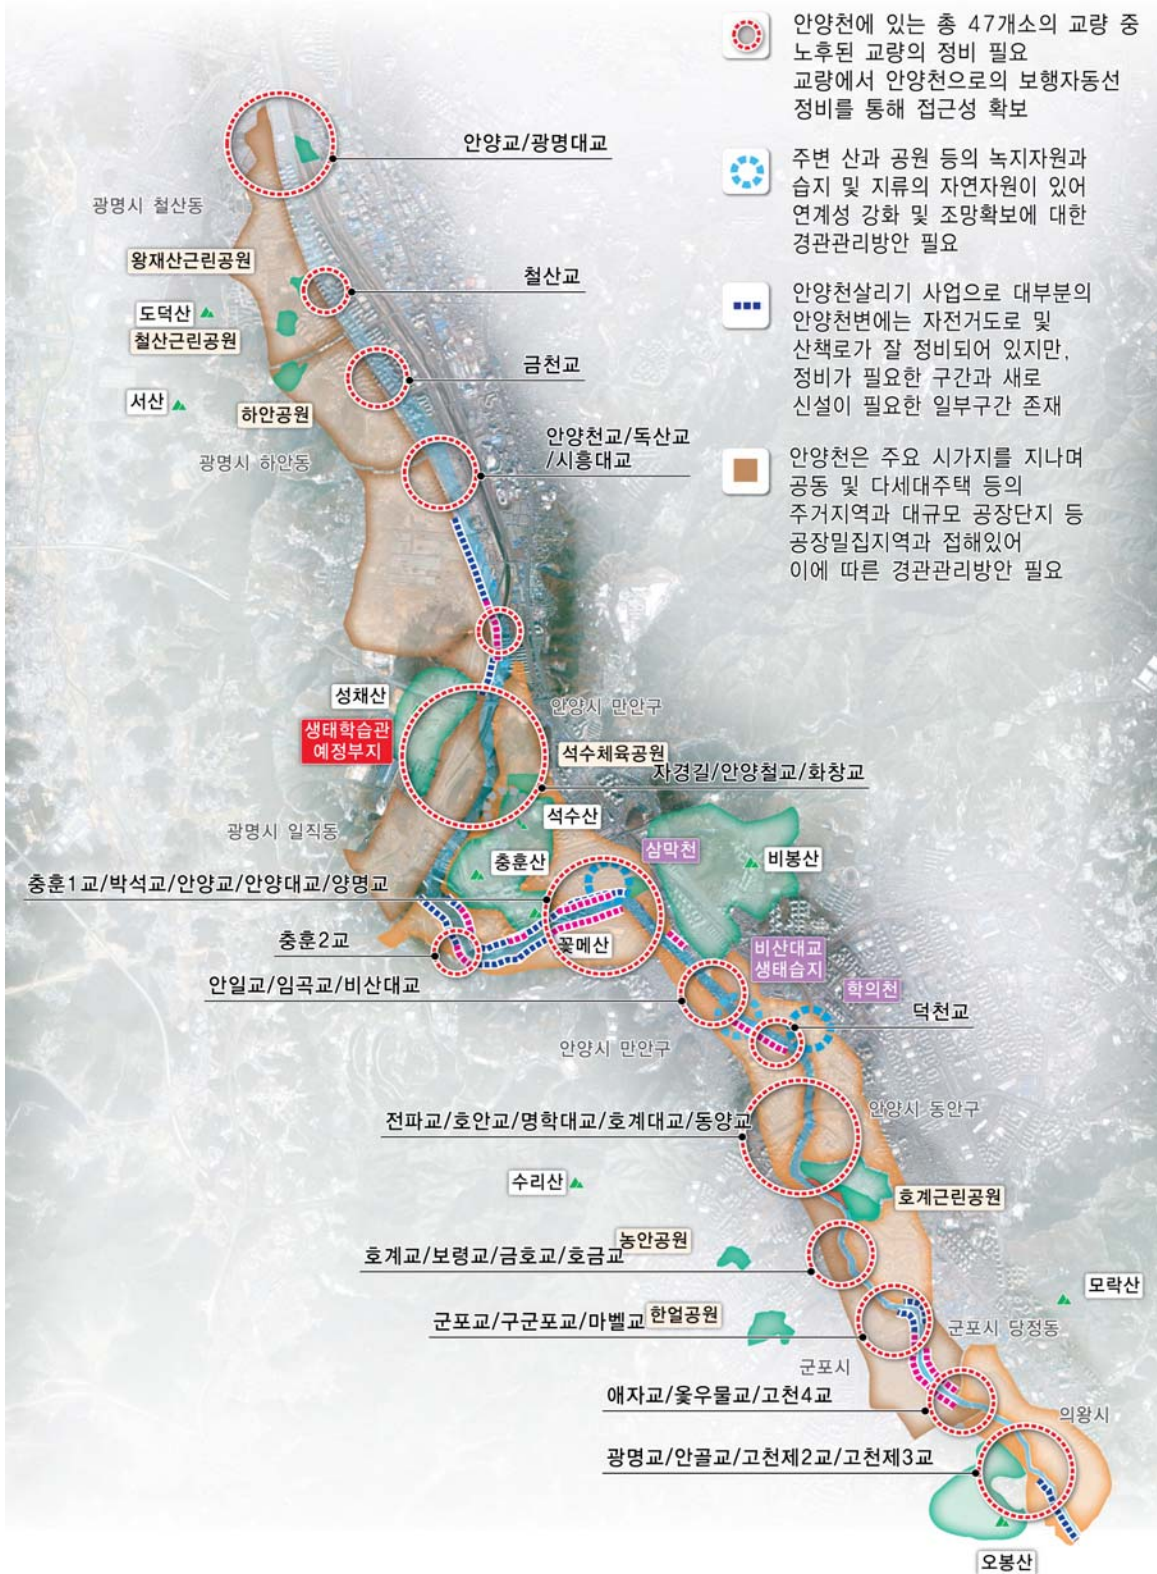 안양천에 있는 총 47개소의 교량 중
노후된 교량의 정비 필요
교량에서 안양천으로의 보행자동선
정비를 통해 접근성 확보
주변 산과 공원 등의 녹지자원과
습지 및 지류의 자연자원이 있어
연계성 강화 및 조망확보에 대한
경관관리방안 필요
안양천살리기 사업으로 대부분의
안양천변에는 자전거도로 및
산책로가 잘 정비되어 있지만,
정비가 필요한 구간과 새로
신설이 필요한 일부구간 존재
안양천은 주요 시가지를 지나며
공동 및 다세대주택 등의
주거지역과 대규모 공장단지 등
공장밀집지역과 접해있어
이에 따른 경관관리방안 필요
안양교/광명대교
광명시 철산동
왕재산근린공원
철산교
도덕산
철산근린공원
금천교
서산
하안공원
안양천교/독산교
/시흥대교
광명시 하안동
성채산
안양시 만안구
생태학습관
예정부지
석수체육공원
자경길/안양철교/화창교
석수산
광명시 일직동
삼막천
충훈산
비봉산
충훈1교/박석교/안양교/안양대교/양명교
충훈2교
꽃메산
비산대교
생태습지
안일교/임곡교/비산대교
학의천
덕천교
안양시 만안구
안양시 동안구
전파교/호안교/명학대교/호계대교/동양교
수리산
호계근린공원
농안공원
호계교/보령교/금호교/호금교
모락산
한얼공원
군포교/구군포교/마벨교
군포시 당정동
군포시
애자교/옻우물교/고천4교
의왕시
광명교/안골교/고천제2교/고천제3교
오봉산